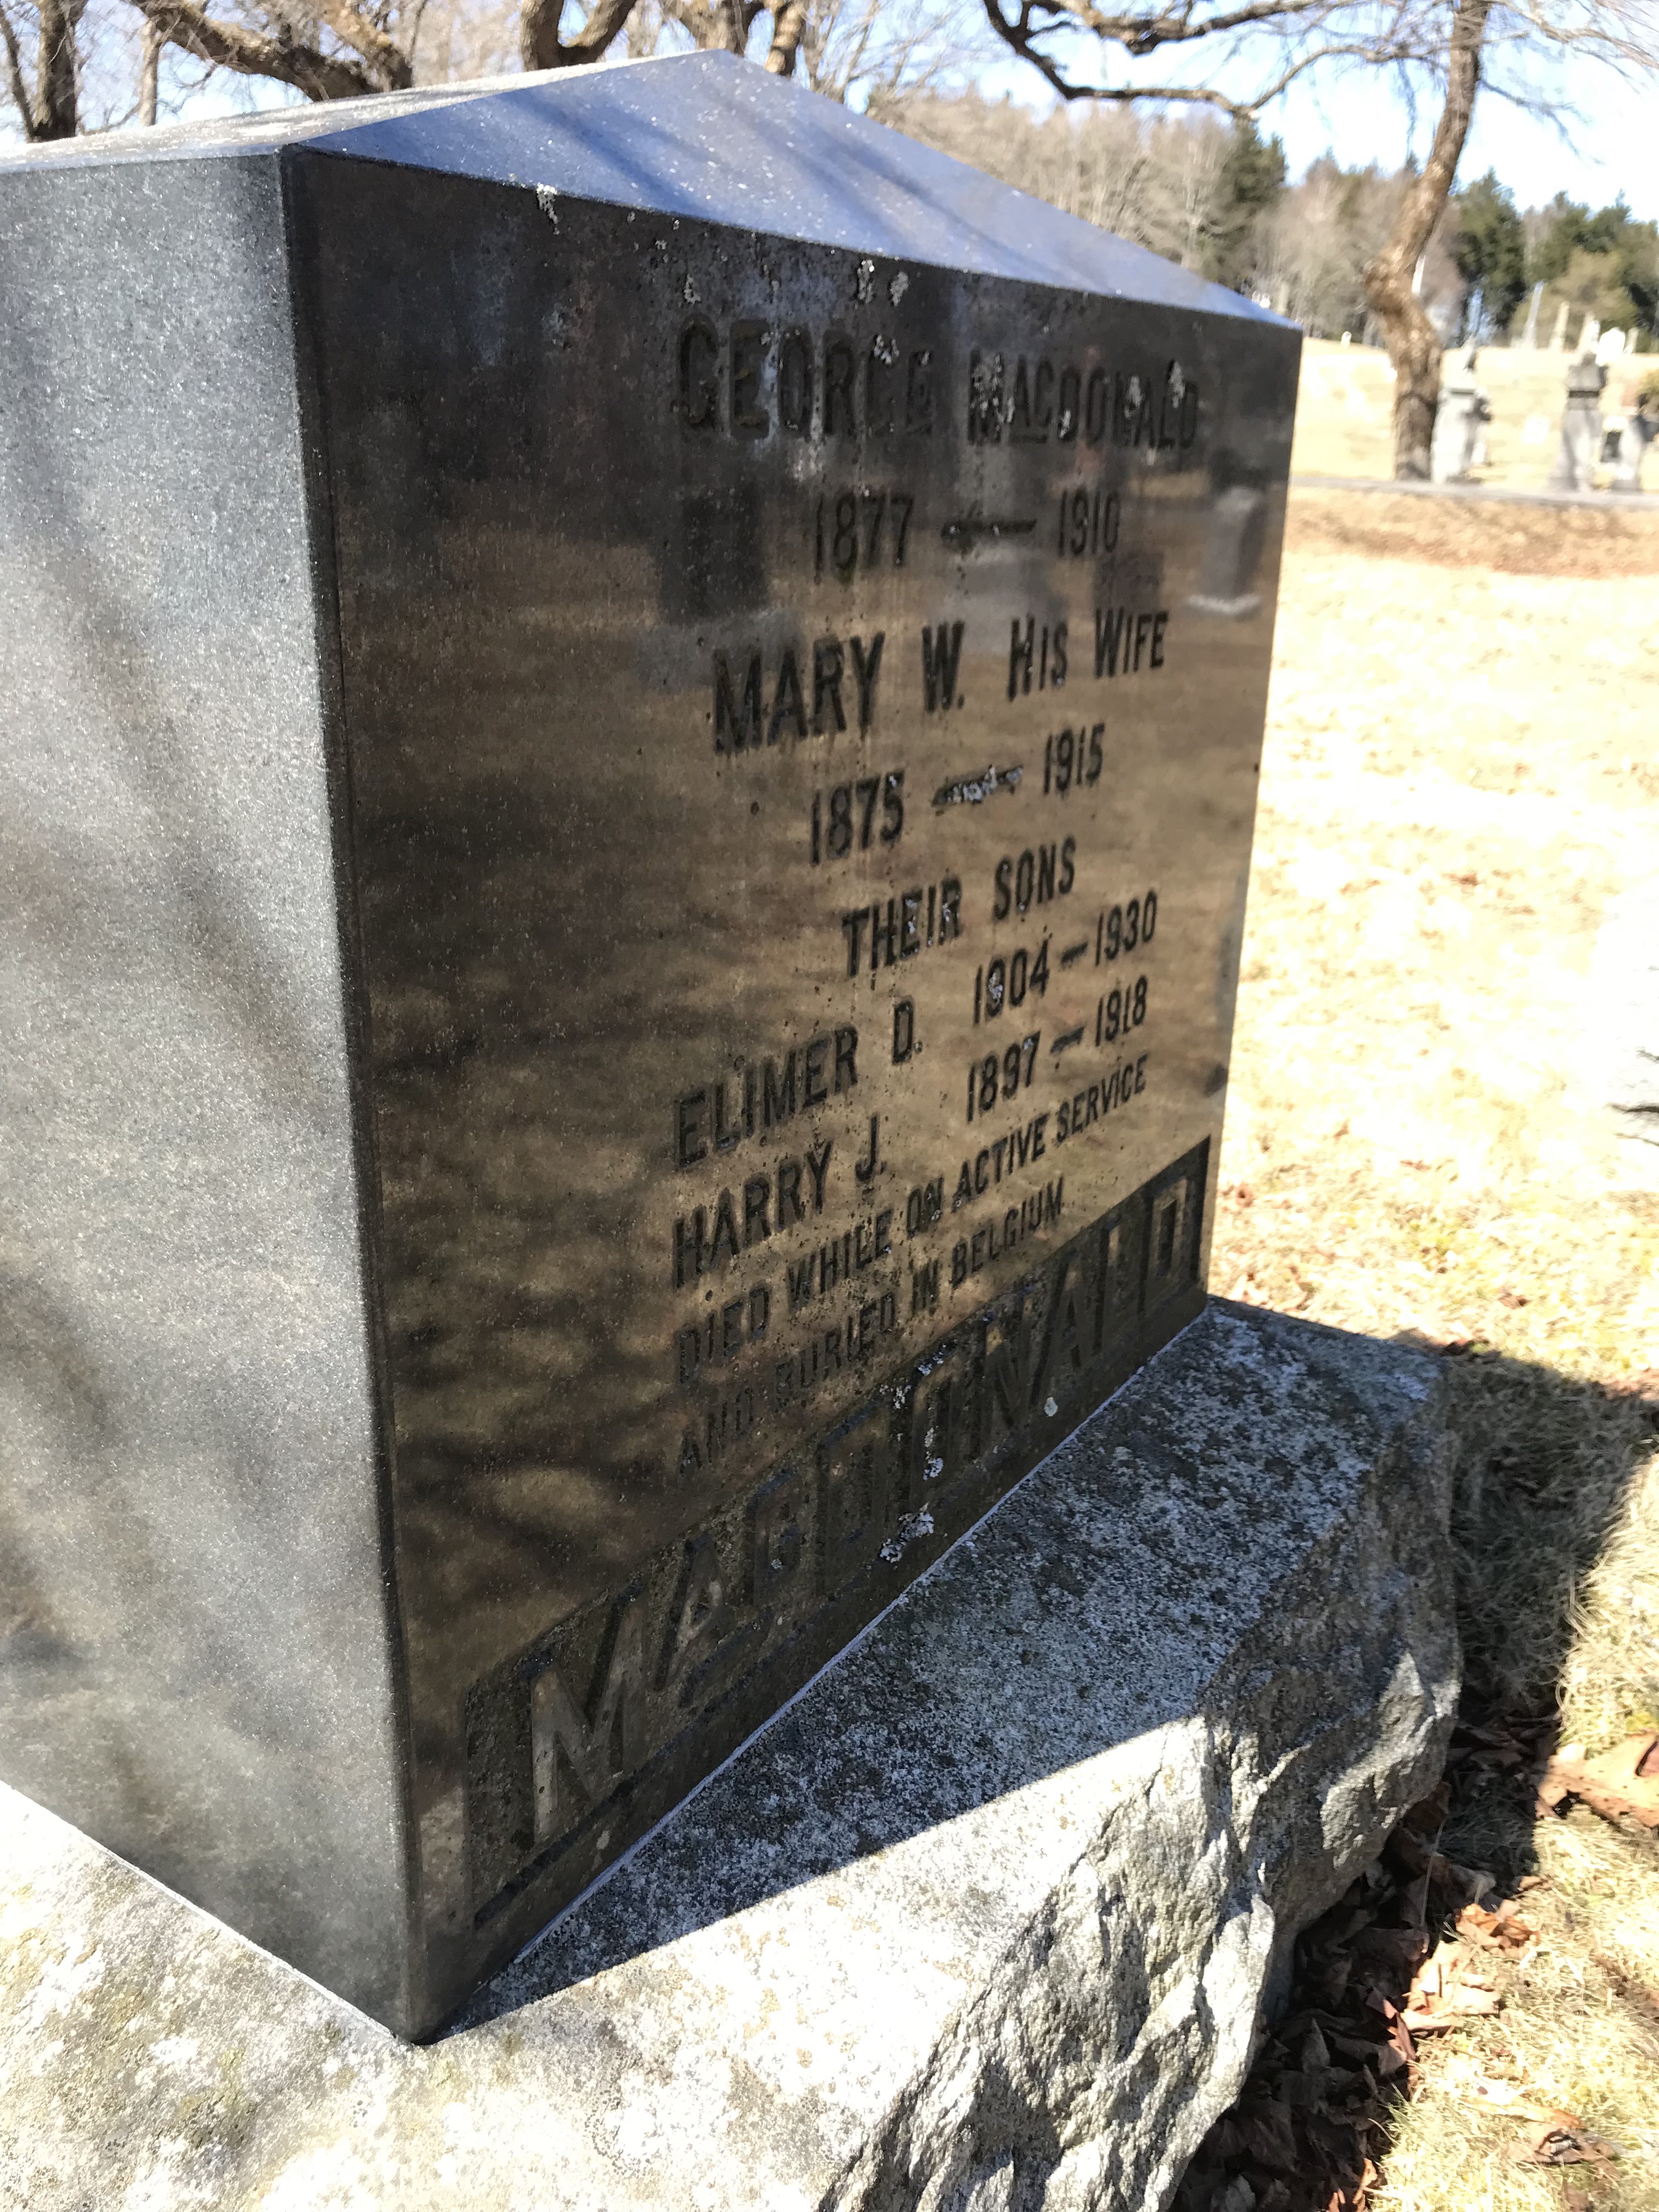 GEORGE MACDONALD
1877 — 1910
MARY W. HIS WIFE
1875 — 1915
THEIR SONS
ELIMER D. 1904 – 1930
HARRY J. 1897 – 1918
DIED WHILE ON ACTIVE SERVICE
AND BURIED IN BELGIUM
MACDONALD